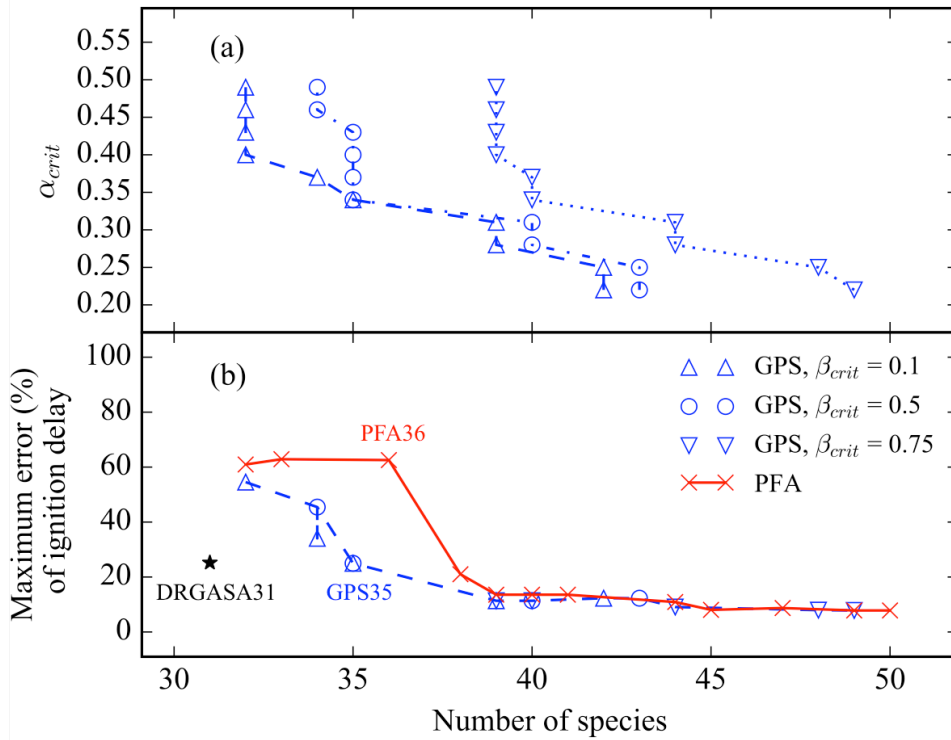 (a)
0.55
0.50
0.45
0.40
0.35
0.30
0.25
0.20
α_crit
(b)
100
80
60
40
20
0
Maximum error (%)
of ignition delay
GPS, β_crit = 0.1
GPS, β_crit = 0.5
GPS, β_crit = 0.75
PFA
PFA36
DRGASA31
GPS35
30 35 40 45 50
Number of species